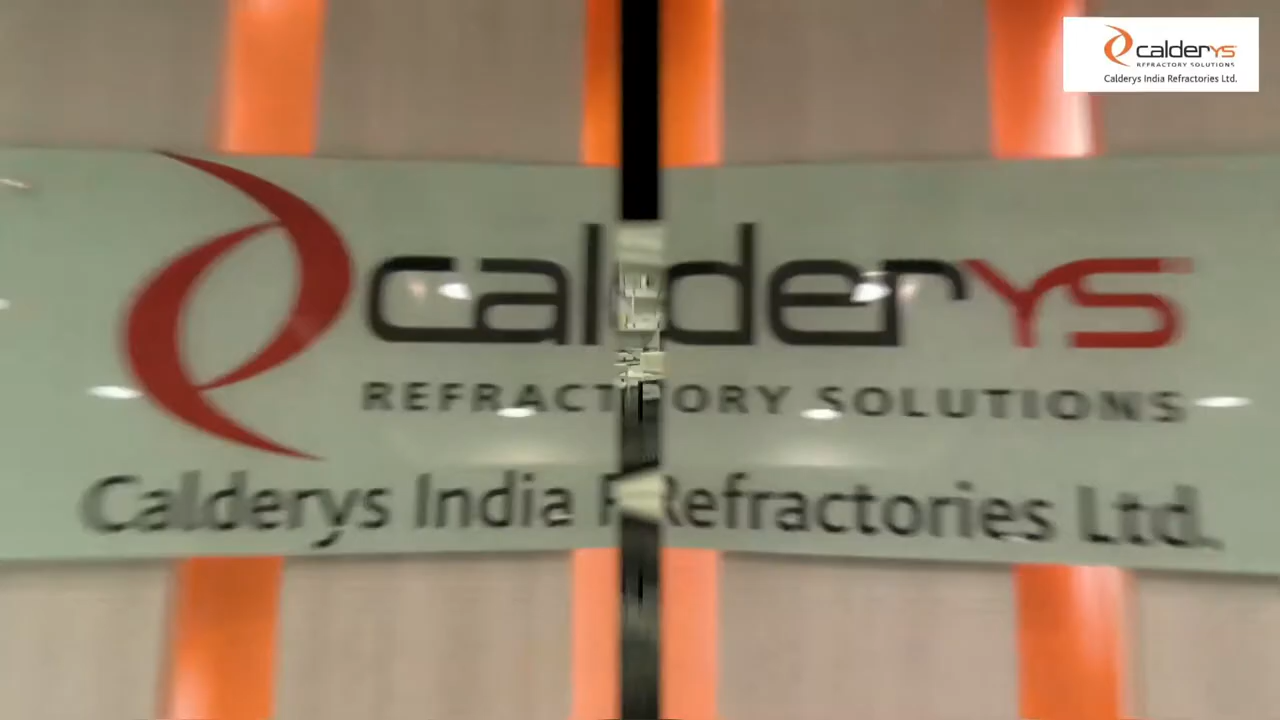 calderys
REFRACTORY SOLUTIONS
Calderys India Refractories Ltd.
calderys
REFRACTORY SOLUTIONS
Calderys India Refractories Ltd.